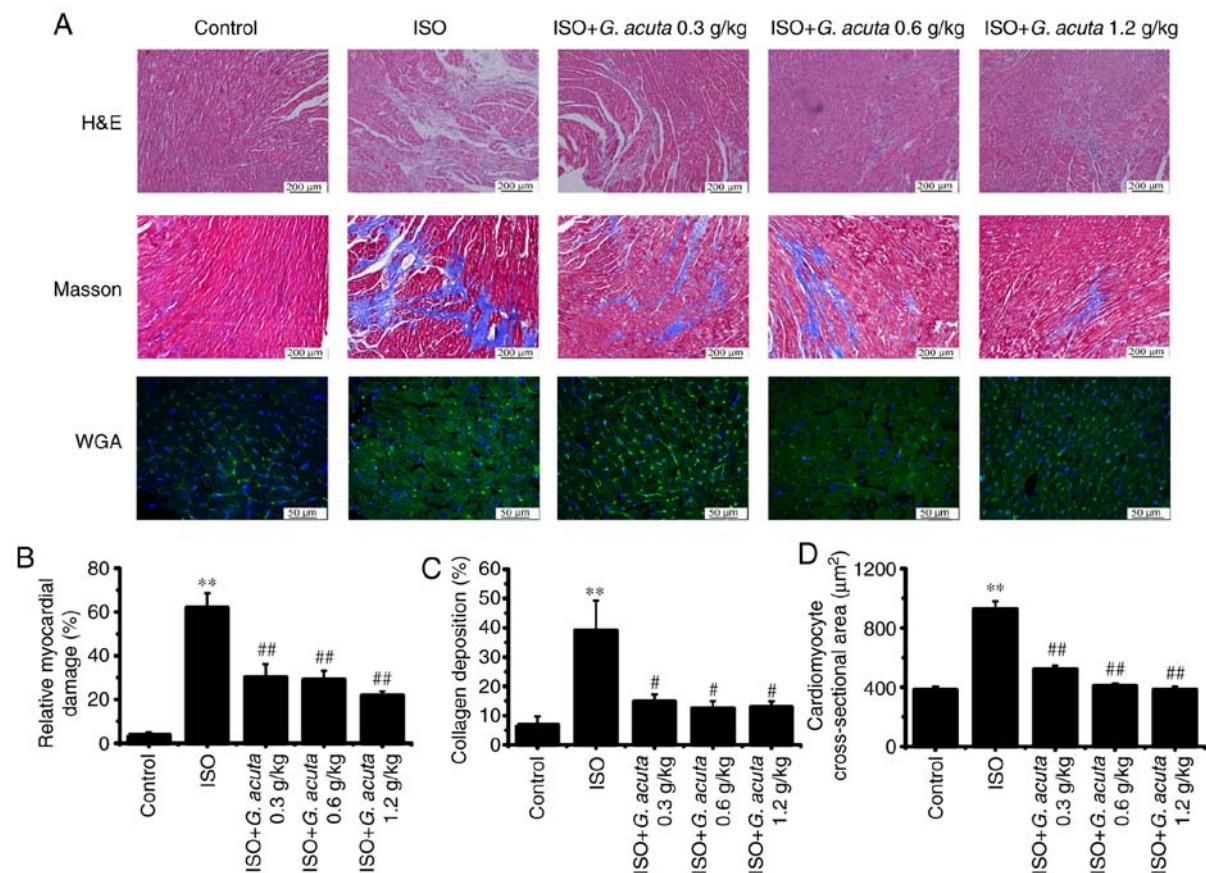 A
Control
ISO
ISO+G. acuta 0.3 g/kg
ISO+G. acuta 0.6 g/kg
ISO+G. acuta 1.2 g/kg
H&E
200 µm
200 µm
200 µm
200 µm
200 µm
Masson
200 µm
200 µm
200 µm
200 µm
200 µm
WGA
50 µm
50 µm
50 µm
50 µm
50 µm
B
Relative myocardial
damage (%)
80
60
40
20
0
**
##
##
##
Control
ISO
ISO+G. acuta
0.3 g/kg
ISO+G. acuta
0.6 g/kg
ISO+G. acuta
1.2 g/kg
C
Collagen deposition (%)
60
50
40
30
20
10
0
**
#
#
#
Control
ISO
ISO+G. acuta
0.3 g/kg
ISO+G. acuta
0.6 g/kg
ISO+G. acuta
1.2 g/kg
D
Cardiomyocyte
cross-sectional area (µm²)
1200
800
400
0
**
##
##
##
Control
ISO
ISO+G. acuta
0.3 g/kg
ISO+G. acuta
0.6 g/kg
ISO+G. acuta
1.2 g/kg